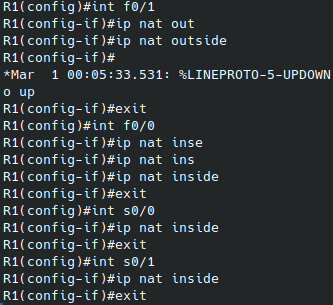 R1(config)#int f0/1
R1(config-if)#ip nat out
R1(config-if)#ip nat outside
R1(config-if)#
*Mar  1 00:05:33.531: %LINEPROTO-5-UPDOWN
o up
R1(config-if)#exit
R1(config)#int f0/0
R1(config-if)#ip nat inse
R1(config-if)#ip nat ins
R1(config-if)#ip nat inside
R1(config-if)#exit
R1(config)#int s0/0
R1(config-if)#ip nat inside
R1(config-if)#exit
R1(config)#int s0/1
R1(config-if)#ip nat inside
R1(config-if)#exit